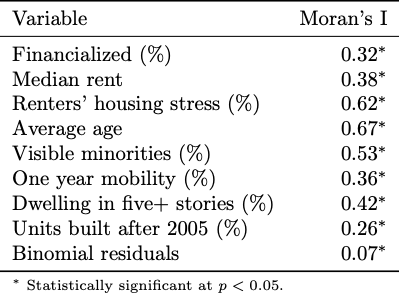 Variable Moran's I
Financialized (%) 0.32*
Median rent 0.38*
Renters' housing stress (%) 0.62*
Average age 0.67*
Visible minorities (%) 0.53*
One year mobility (%) 0.36*
Dwelling in five+ stories (%) 0.42*
Units built after 2005 (%) 0.26*
Binomial residuals 0.07*
* Statistically significant at p < 0.05.